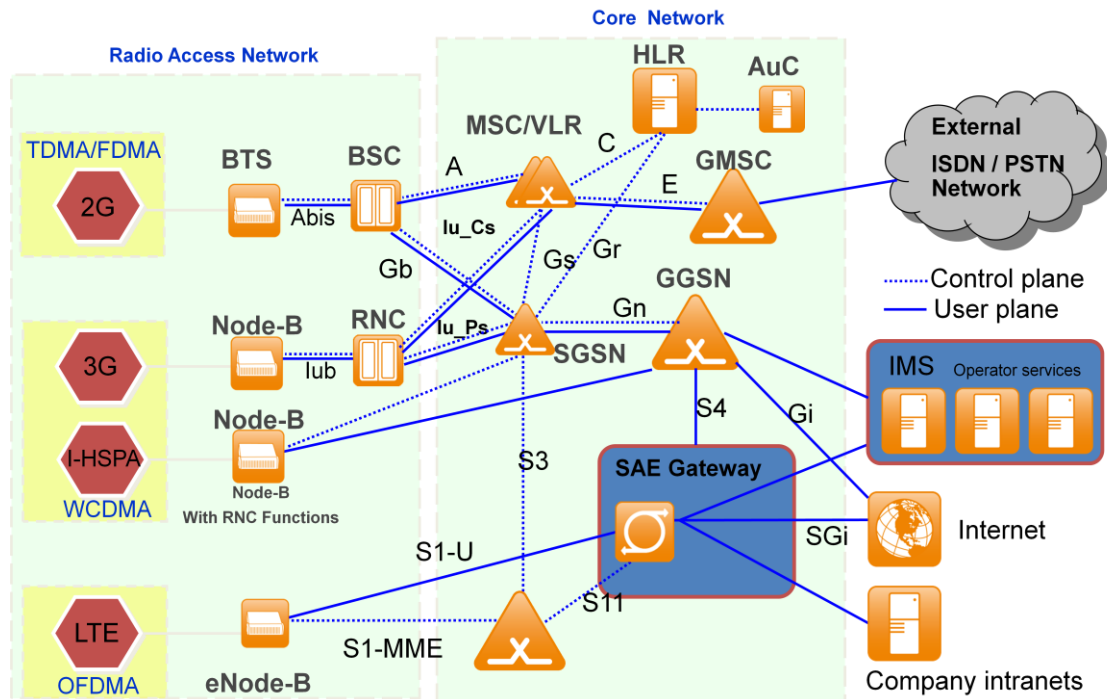 Core Network
Radio Access Network
HLR
AuC
MSC/VLR
TDMA/FDMA
BTS
BSC
A
C
GMSC
External
ISDN / PSTN
Network
2G
Abis
E
Iu_Cs
Gb
Gs
Gr
GGSN
Control plane
User plane
Node-B
RNC
Iu_Ps
Gn
3G
Iub
SGSN
IMS Operator services
Node-B
S4
Gi
I-HSPA
S3
SAE Gateway
Node-B
With RNC Functions
WCDMA
SGi
Internet
S1-U
S11
LTE
S1-MME
OFDMA
eNode-B
Company intranets